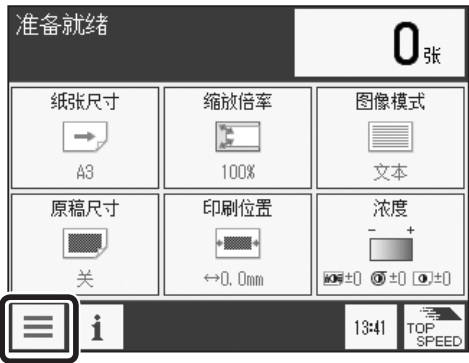 准备就绪
0张
纸张尺寸
A3
缩放倍率
100%
图像模式
文本
原稿尺寸
关
印刷位置
↔0.0mm
浓度
- +
±0 ±0 ±0
i
13:41
TOP
SPEED